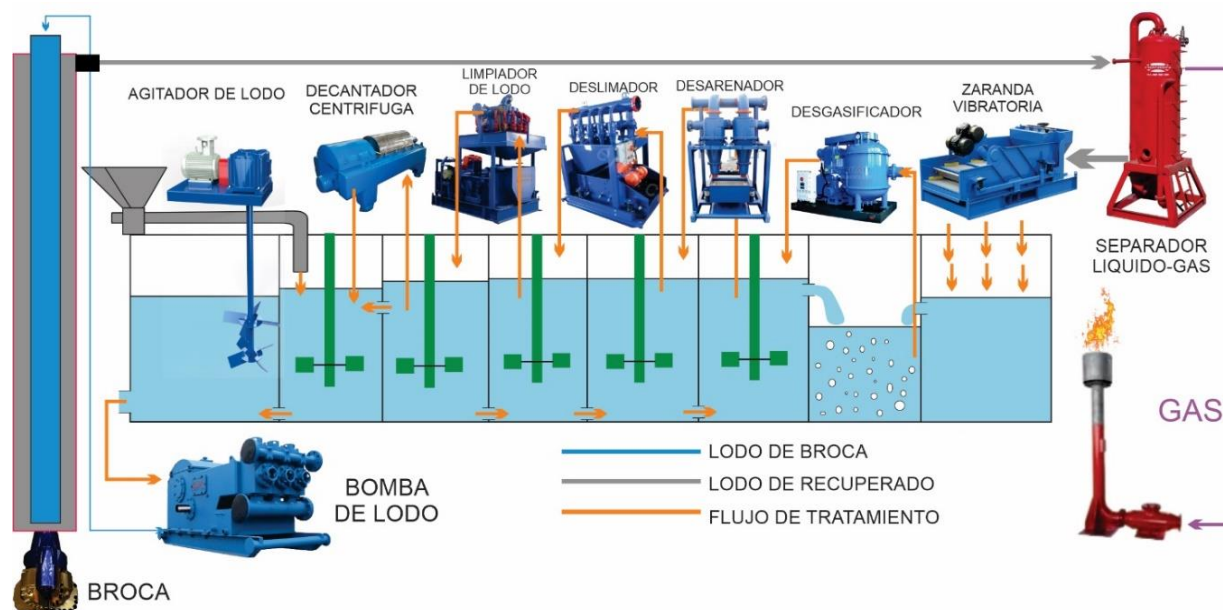 AGITADOR DE LODO
DECANTADOR
CENTRIFUGA
LIMPIADOR
DE LODO
DESLIMADOR
DESARENADOR
DESGASIFICADOR
ZARANDA
VIBRATORIA
SEPARADOR
LIQUIDO-GAS
GAS
BOMBA
DE LODO
LODO DE BROCA
LODO DE RECUPERADO
FLUJO DE TRATAMIENTO
BROCA